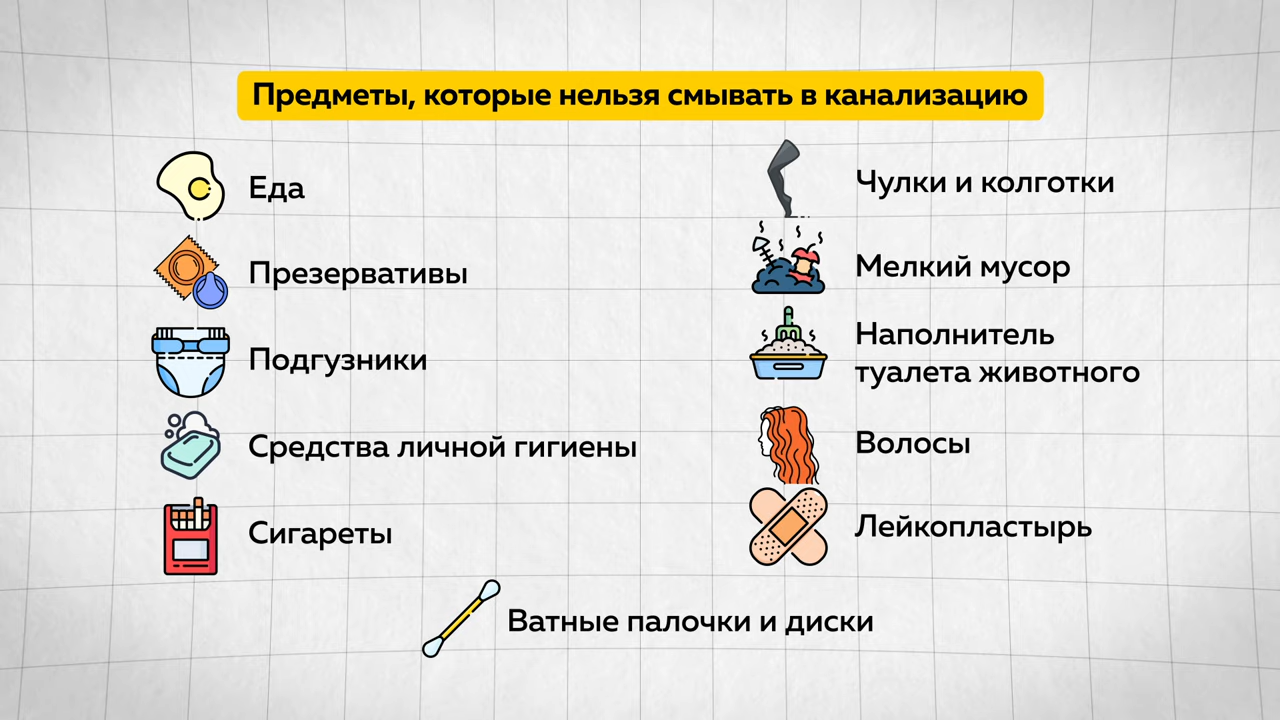 Предметы, которые нельзя смывать в канализацию
Еда
Презервативы
Подгузники
Средства личной гигиены
Сигареты
Чулки и колготки
Мелкий мусор
Наполнитель
туалета животного
Волосы
Лейкопластырь
Ватные палочки и диски